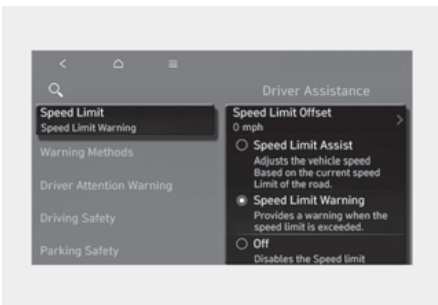 Driver Assistance
Speed Limit
Speed Limit Warning
Warning Methods
Driver Attention Warning
Driving Safety
Parking Safety
Speed Limit Offset
0 mph
Speed Limit Assist
Adjusts the vehicle speed
Based on the current speed
Limit of the road.
Speed Limit Warning
Provides a warning when the
speed limit is exceeded.
Off
Disables the Speed limit